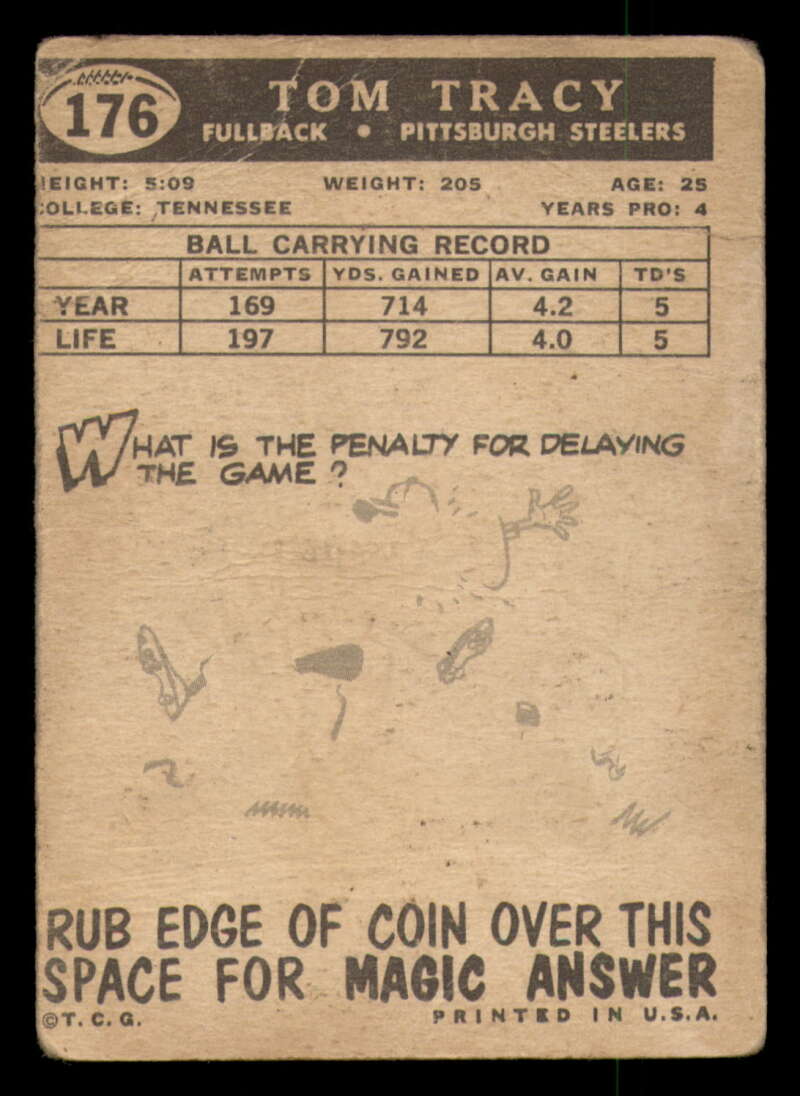 176
TOM TRACY
FULLBACK • PITTSBURGH STEELERS
EIGHT: 5:09 WEIGHT: 205 AGE: 25
OLLEGE: TENNESSEE YEARS PRO: 4
BALL CARRYING RECORD
ATTEMPTS YDS. GAINED AV. GAIN TD'S
YEAR 169 714 4.2 5
LIFE 197 792 4.0 5
WHAT IS THE PENALTY FOR DELAYING
THE GAME?
RUB EDGE OF COIN OVER THIS
SPACE FOR MAGIC ANSWER
©T.C.G. PRINTED IN U.S.A.